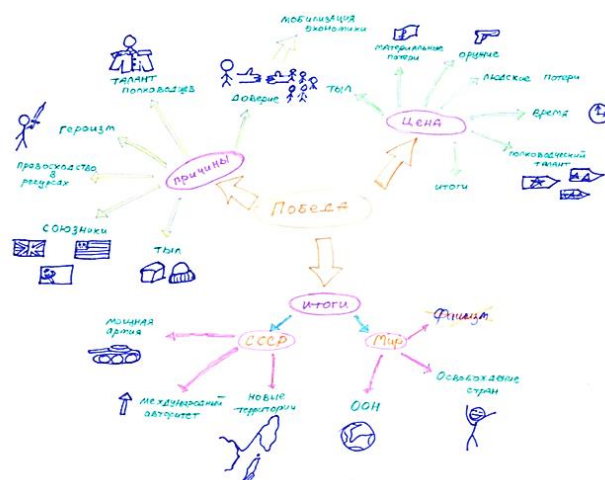 МОБИЛИЗАЦИЯ
ЭКОНОМИКИ
ТАЛАНТ
ПОЛКОВОДЦЕВ
ДОВЕРИЕ
ГЕРОИЗМ
ПРАВОСХОДСТВО
В
РЕСУРСАХ
СОЮЗНИКИ
ТЫЛ
ПРИЧИНЫ
ПОБЕДА
ЦЕНА
ТЫЛ
МАТЕРИАЛЬНЫЕ
ПОТЕРИ
ОРУЖИЕ
ЛЮДСКИЕ ПОТЕРИ
ВРЕМЯ
ПОЛКОВОДЧЕСКИЙ
ТАЛАНТ
ИТОГИ
ИТОГИ
СССР
МОЩНАЯ
АРМИЯ
МЕЖДУНАРОДНЫЙ
АВТОРИТЕТ
НОВЫЕ
ТЕРРИТОРИИ
МИР
ФАШИЗМ
ОСВОБОЖДЕНИЕ
СТРАН
ООН